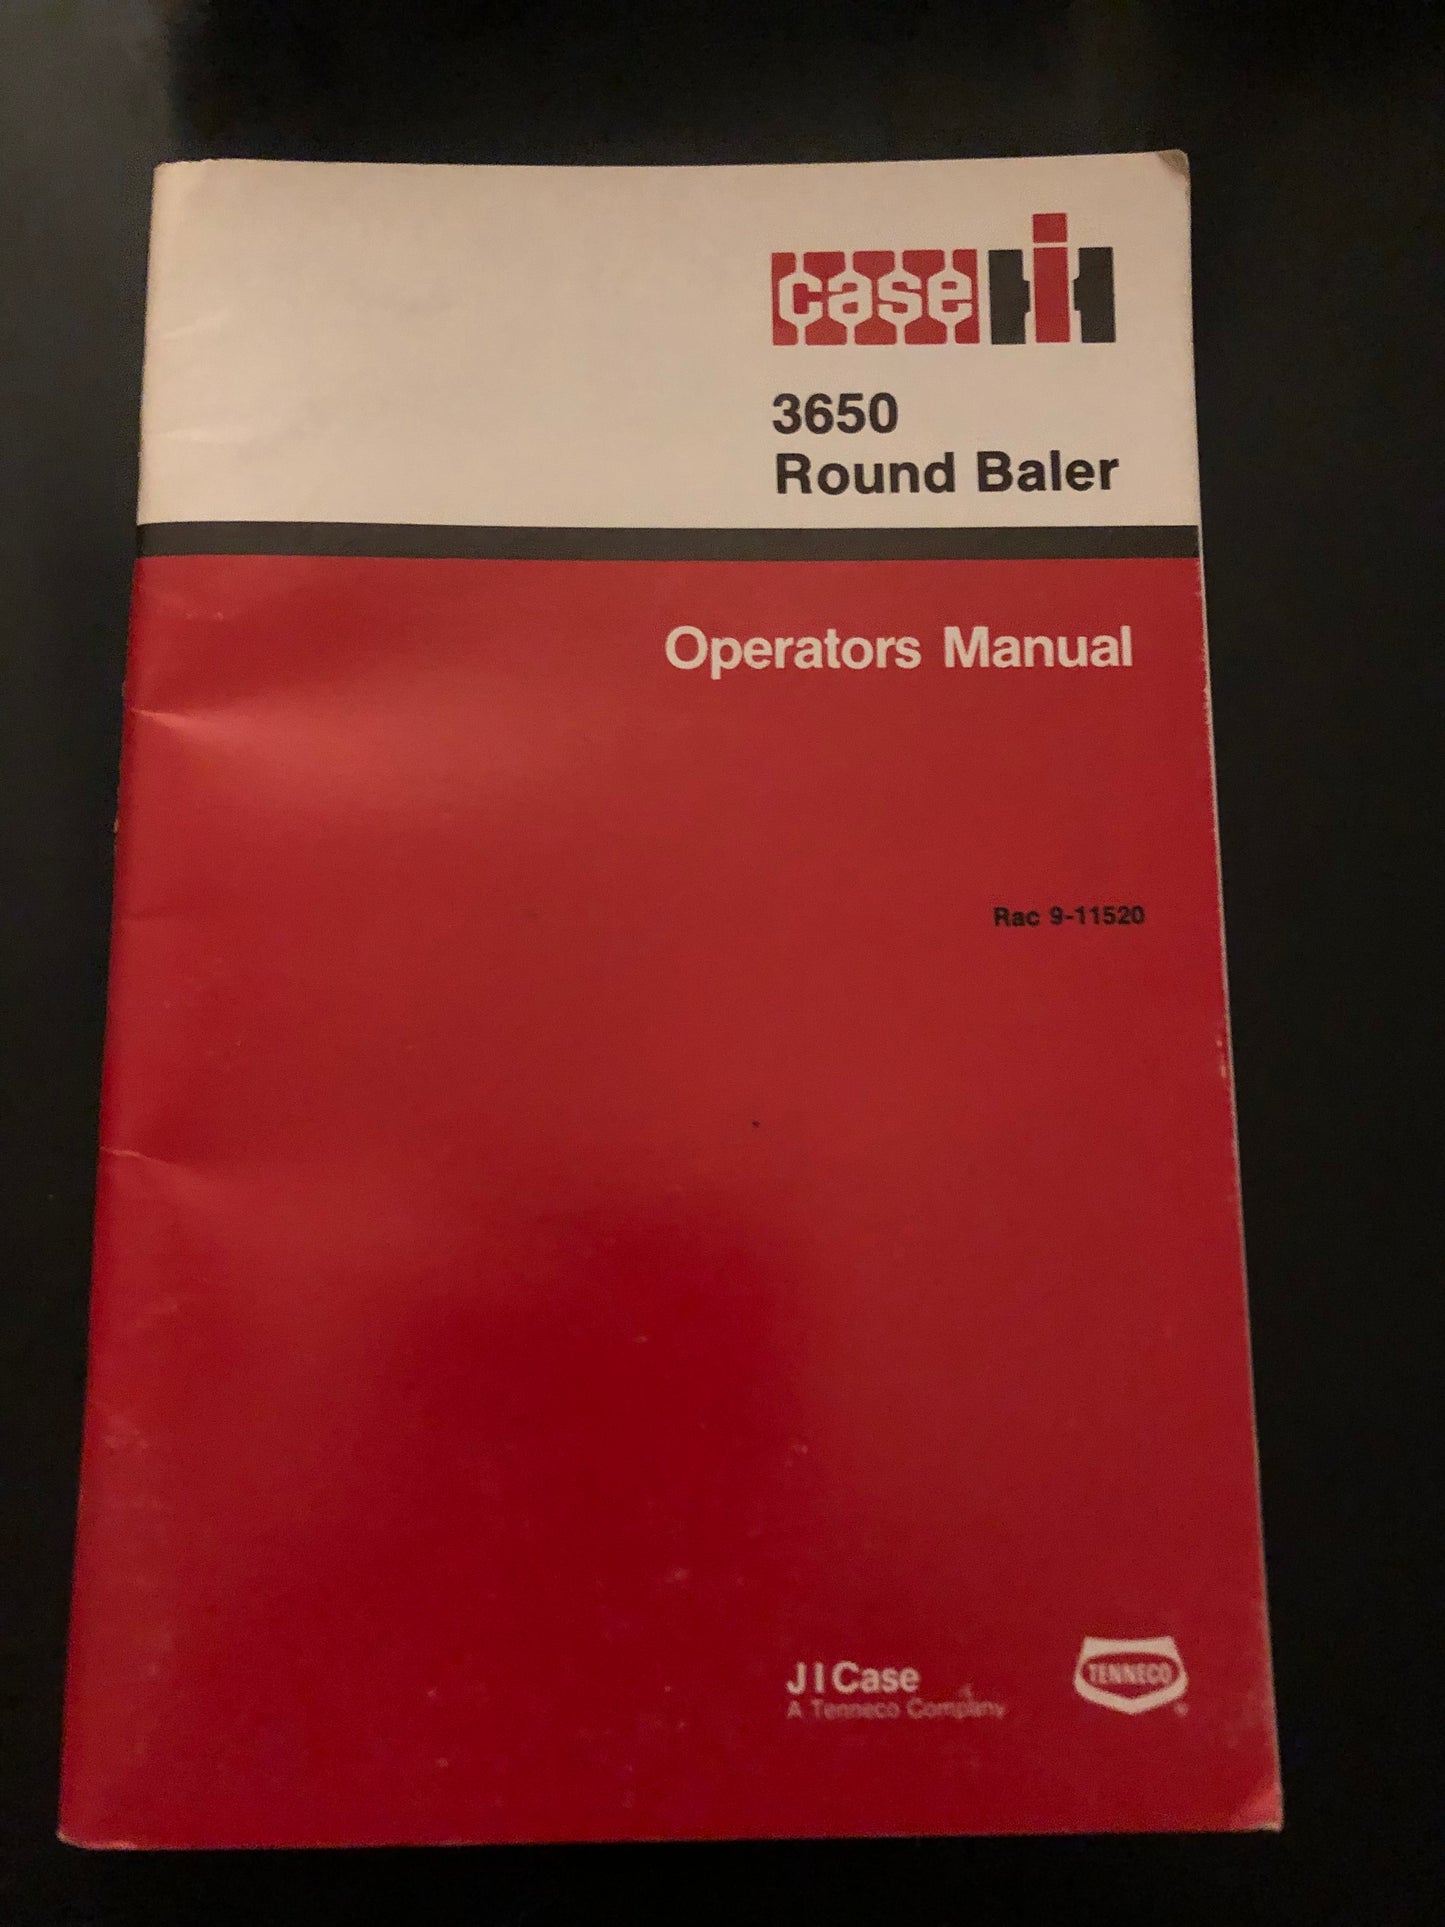 case IH
3650
Round Baler
Operators Manual
Rac 9-11520
J I Case
A Tenneco Company
TENNECO